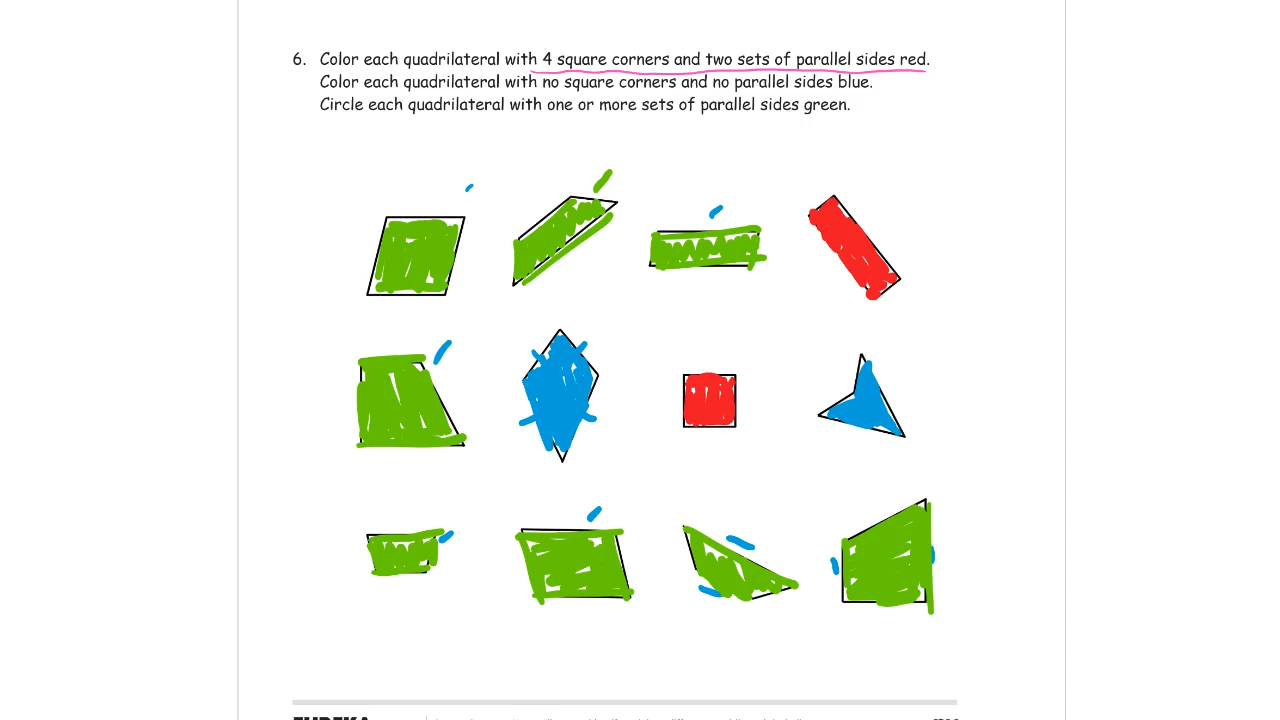 6. Color each quadrilateral with 4 square corners and two sets of parallel sides red.
Color each quadrilateral with no square corners and no parallel sides blue.
Circle each quadrilateral with one or more sets of parallel sides green.
EUREKA